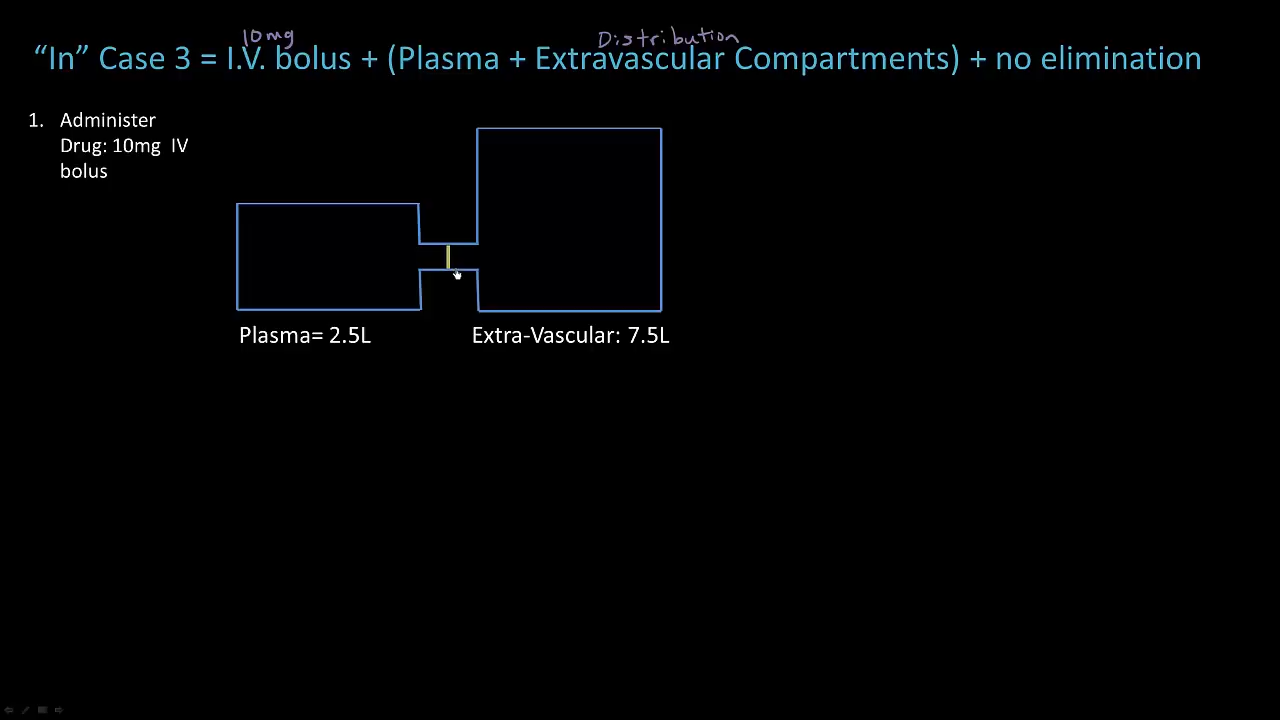 10mg
Distribution
“In” Case 3 = I.V. bolus + (Plasma + Extravascular Compartments) + no elimination
1. Administer
Drug: 10mg IV
bolus
Plasma= 2.5L
Extra-Vascular: 7.5L